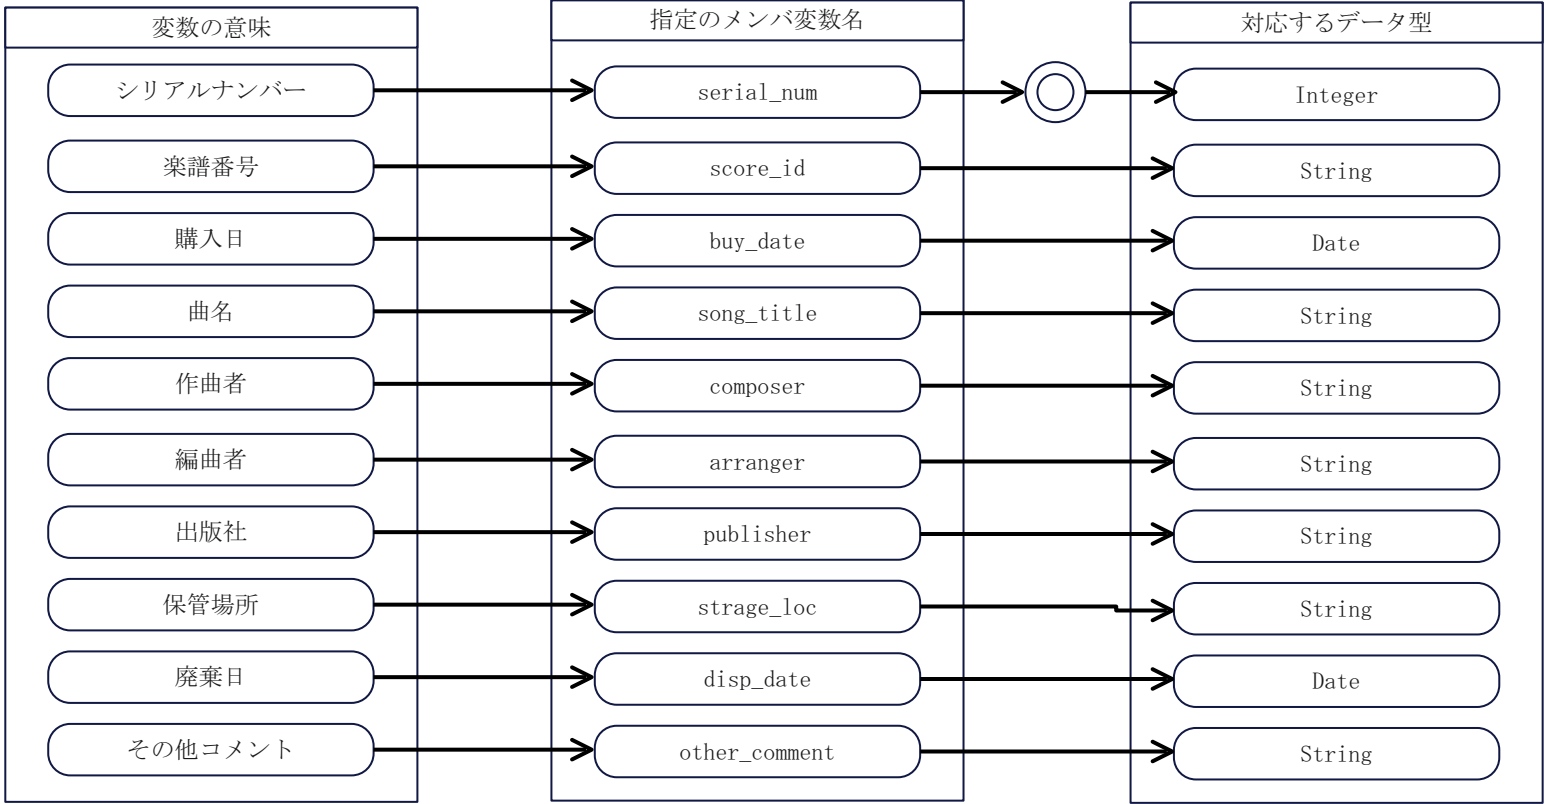 変数の意味
指定のメンバ変数名
対応するデータ型
シリアルナンバー
serial_num
Integer
楽譜番号
score_id
String
購入日
buy_date
Date
曲名
song_title
String
作曲者
composer
String
編曲者
arranger
String
出版社
publisher
String
保管場所
strage_loc
String
廃棄日
disp_date
Date
その他コメント
other_comment
String